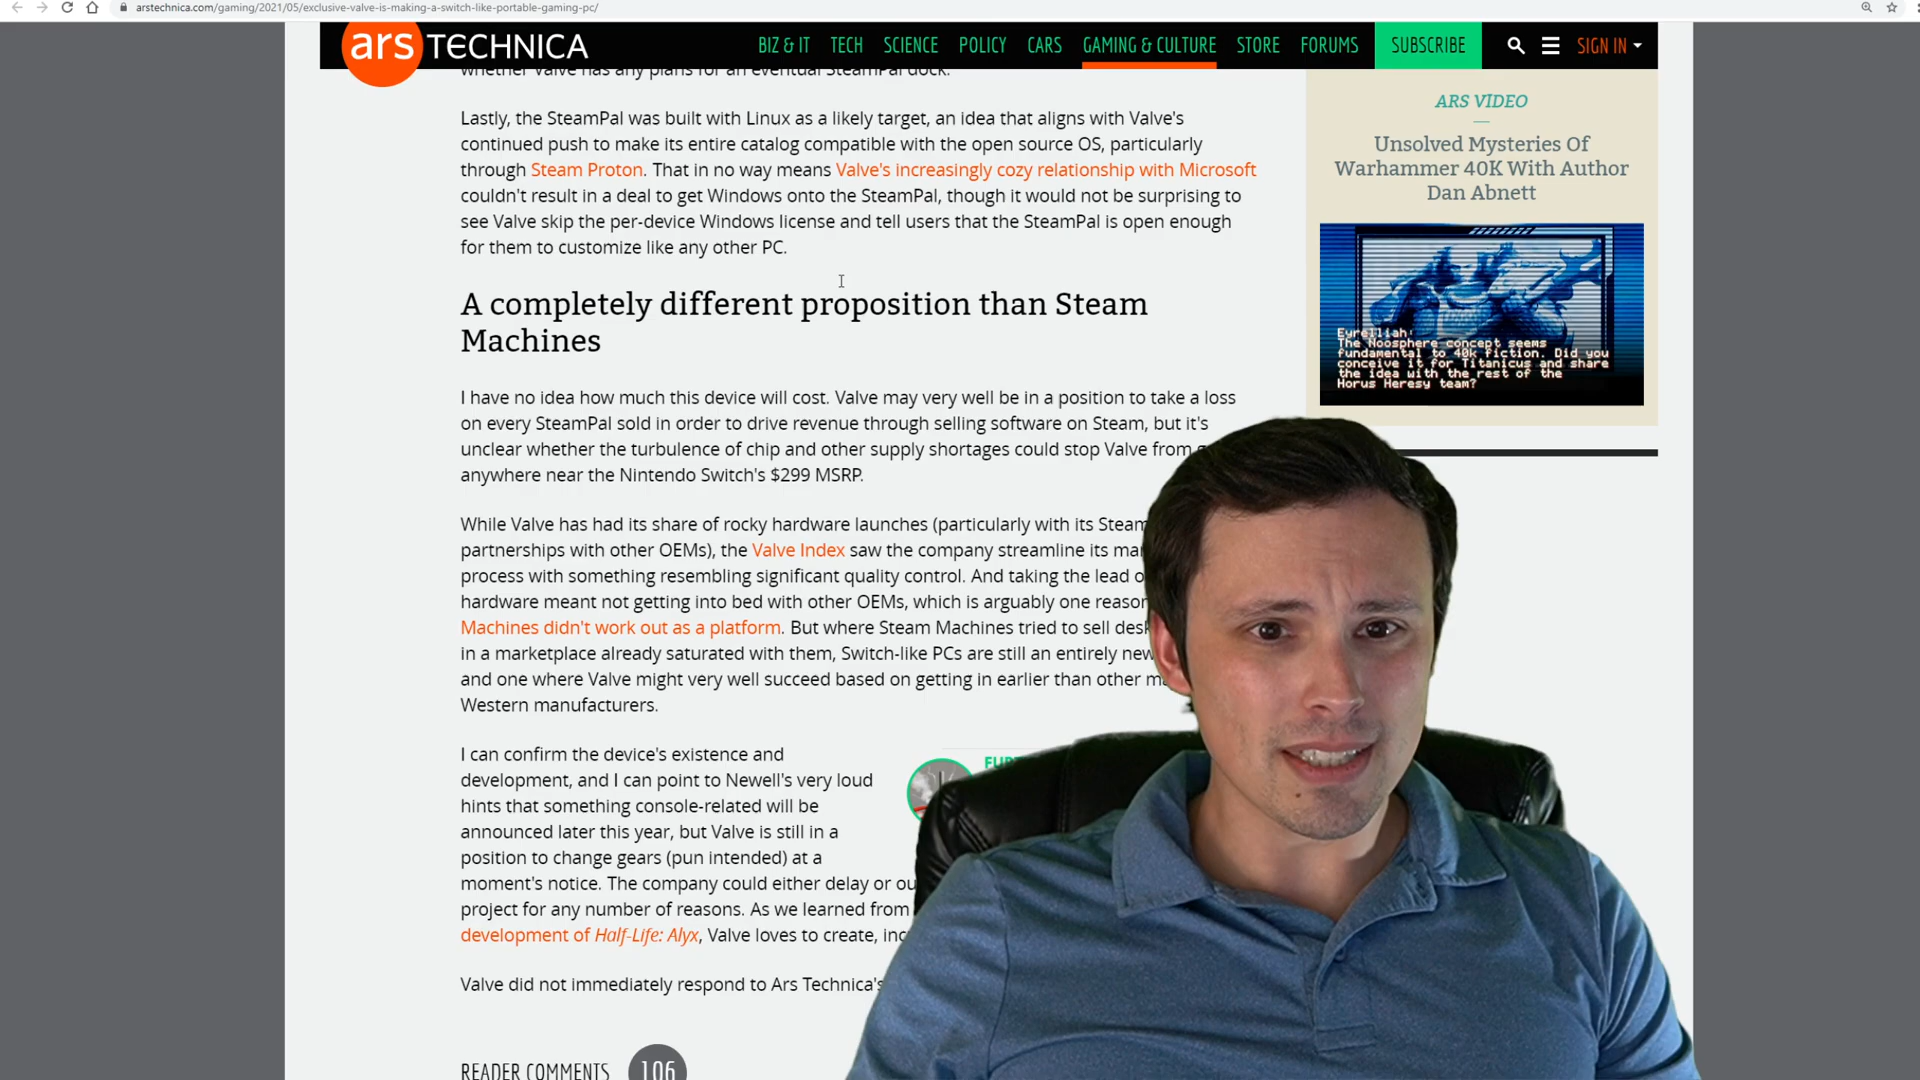 arstechnica.com/gaming/2021/05/exclusive-valve-is-making-a-switch-like-portable-gaming-pc/
ars TECHNICA
BIZ & IT TECH SCIENCE POLICY CARS GAMING & CULTURE STORE FORUMS SUBSCRIBE SIGN IN
whether Valve has any plans for an eventual SteamPal dock.
Lastly, the SteamPal was built with Linux as a likely target, an idea that aligns with Valve's
continued push to make its entire catalog compatible with the open source OS, particularly
through Steam Proton. That in no way means Valve's increasingly cozy relationship with Microsoft
couldn't result in a deal to get Windows onto the SteamPal, though it would not be surprising to
see Valve skip the per-device Windows license and tell users that the SteamPal is open enough
for them to customize like any other PC.
A completely different proposition than Steam
Machines
I have no idea how much this device will cost. Valve may very well be in a position to take a loss
on every SteamPal sold in order to drive revenue through selling software on Steam, but it's
unclear whether the turbulence of chip and other supply shortages could stop Valve from
anywhere near the Nintendo Switch's $299 MSRP.
While Valve has had its share of rocky hardware launches (particularly with its Steam
partnerships with other OEMs), the Valve Index saw the company streamline its
process with something resembling significant quality control. And taking the lead
hardware meant not getting into bed with other OEMs, which is arguably one reason
Machines didn't work out as a platform. But where Steam Machines tried to sell
in a marketplace already saturated with them, Switch-like PCs are still an entirely new
and one where Valve might very well succeed based on getting in earlier than other
Western manufacturers.
I can confirm the device's existence and
development, and I can point to Newell's very loud
hints that something console-related will be
announced later this year, but Valve is still in a
position to change gears (pun intended) at a
moment's notice. The company could either delay or
project for any number of reasons. As we learned from
development of Half-Life: Alyx, Valve loves to create,
Valve did not immediately respond to Ars Technica's
READER COMMENTS 106
ARS VIDEO
Unsolved Mysteries Of
Warhammer 40K With Author
Dan Abnett
Eyrelliah:
The Noosphere concept seems
fundamental to 40k fiction. Did you
conceive it for Titanicus and share
the idea with the rest of the
Horus Heresy team?